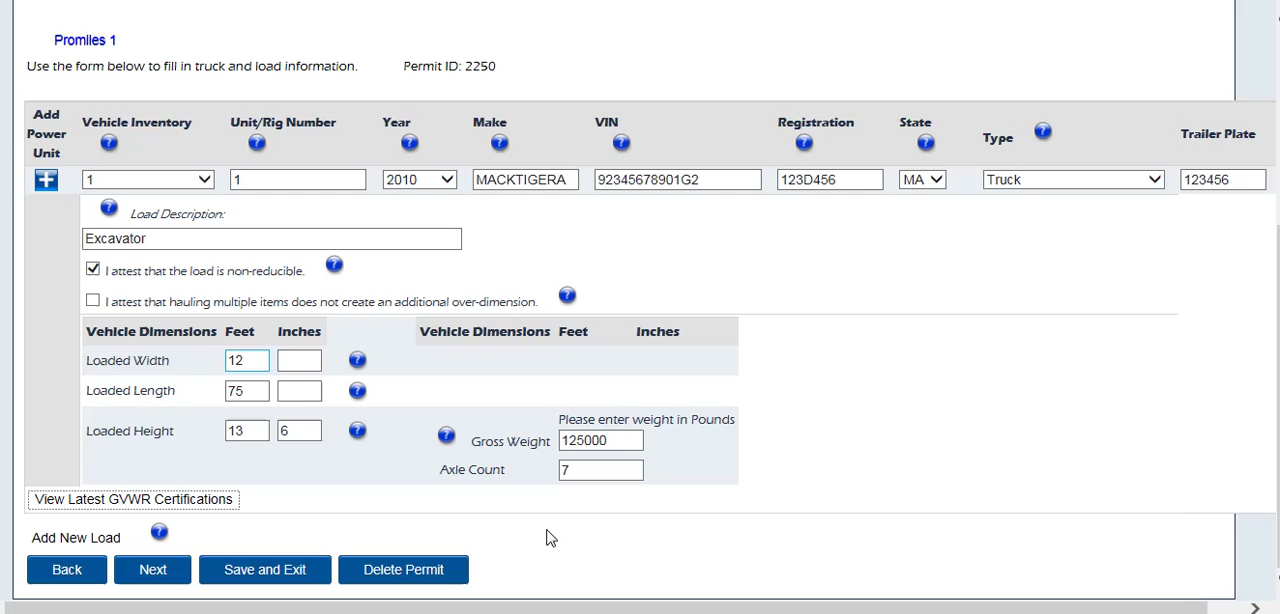 Promiles 1
Use the form below to fill in truck and load information. Permit ID: 2250
Add Power Unit Vehicle Inventory Unit/Rig Number Year Make VIN Registration State Type Trailer Plate
1 1 2010 MACKTIGERA 92345678901G2 123D456 MA Truck 123456
Load Description:
Excavator
I attest that the load is non-reducible.
I attest that hauling multiple items does not create an additional over-dimension.
Vehicle Dimensions Feet Inches Vehicle Dimensions Feet Inches
Loaded Width 12
Loaded Length 75
Please enter weight in Pounds
Loaded Height 13 6 Gross Weight 125000
Axle Count 7
View Latest GVWR Certifications
Add New Load
Back Next Save and Exit Delete Permit